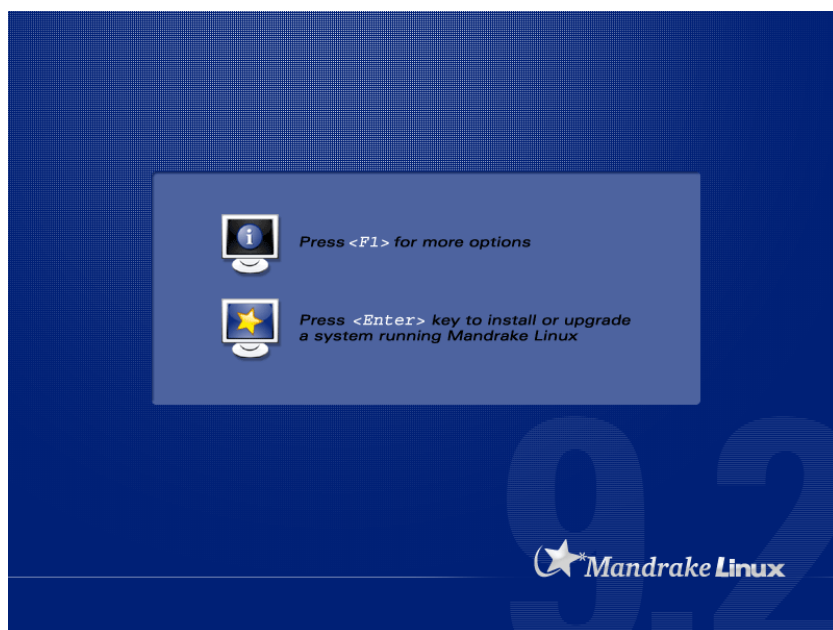 Press <F1> for more options
Press <Enter> key to install or upgrade
a system running Mandrake Linux
9.2
Mandrake Linux